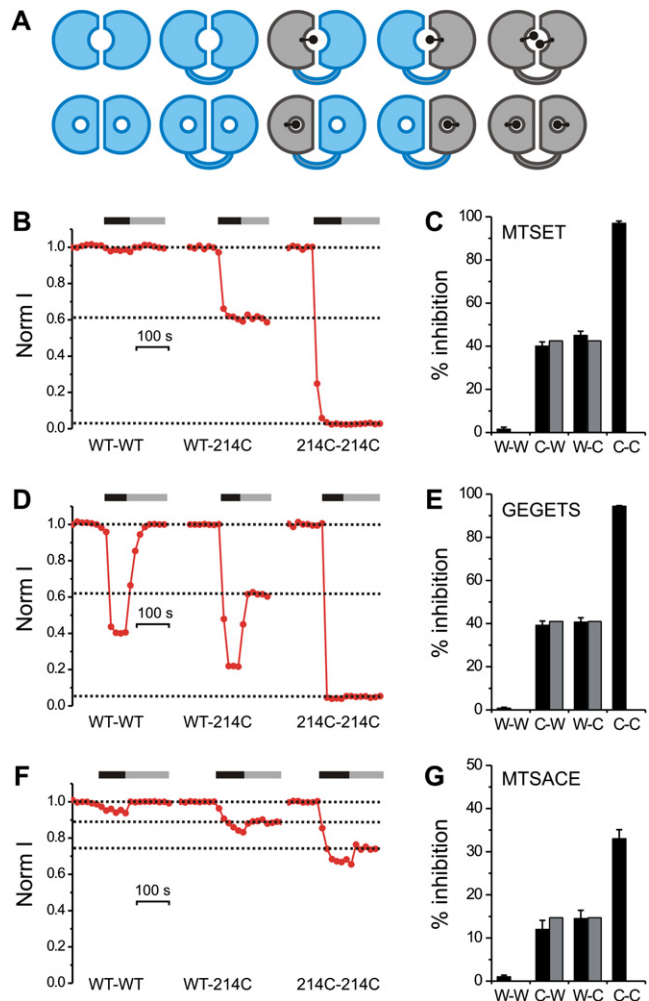 A
B
1.0
0.8
0.6
0.4
0.2
0.0
Norm I
100 s
WT-WT
WT-214C
214C-214C
C
MTSET
100
80
60
40
20
0
% inhibition
W-W
C-W
W-C
C-C
D
1.0
0.8
0.6
0.4
0.2
0.0
Norm I
100 s
WT-WT
WT-214C
214C-214C
E
GEGETS
100
80
60
40
20
0
% inhibition
W-W
C-W
W-C
C-C
F
1.0
0.8
0.6
0.4
0.2
0.0
Norm I
100 s
WT-WT
WT-214C
214C-214C
G
MTSACE
50
40
30
20
10
0
% inhibition
W-W
C-W
W-C
C-C